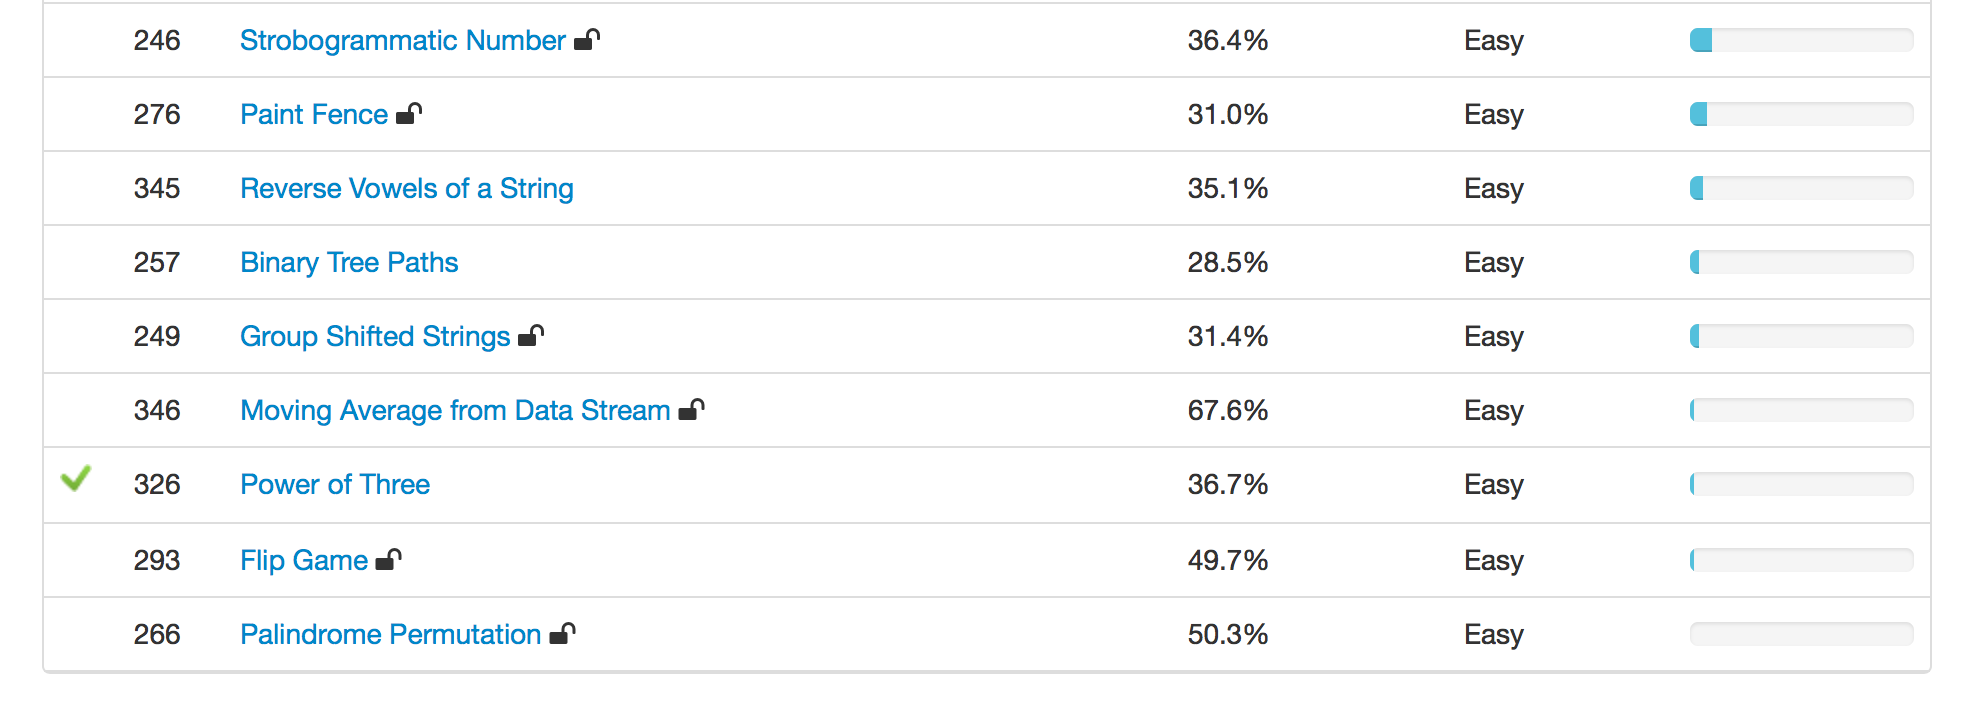 246 Strobogrammatic Number 36.4% Easy
276 Paint Fence 31.0% Easy
345 Reverse Vowels of a String 35.1% Easy
257 Binary Tree Paths 28.5% Easy
249 Group Shifted Strings 31.4% Easy
346 Moving Average from Data Stream 67.6% Easy
326 Power of Three 36.7% Easy
293 Flip Game 49.7% Easy
266 Palindrome Permutation 50.3% Easy